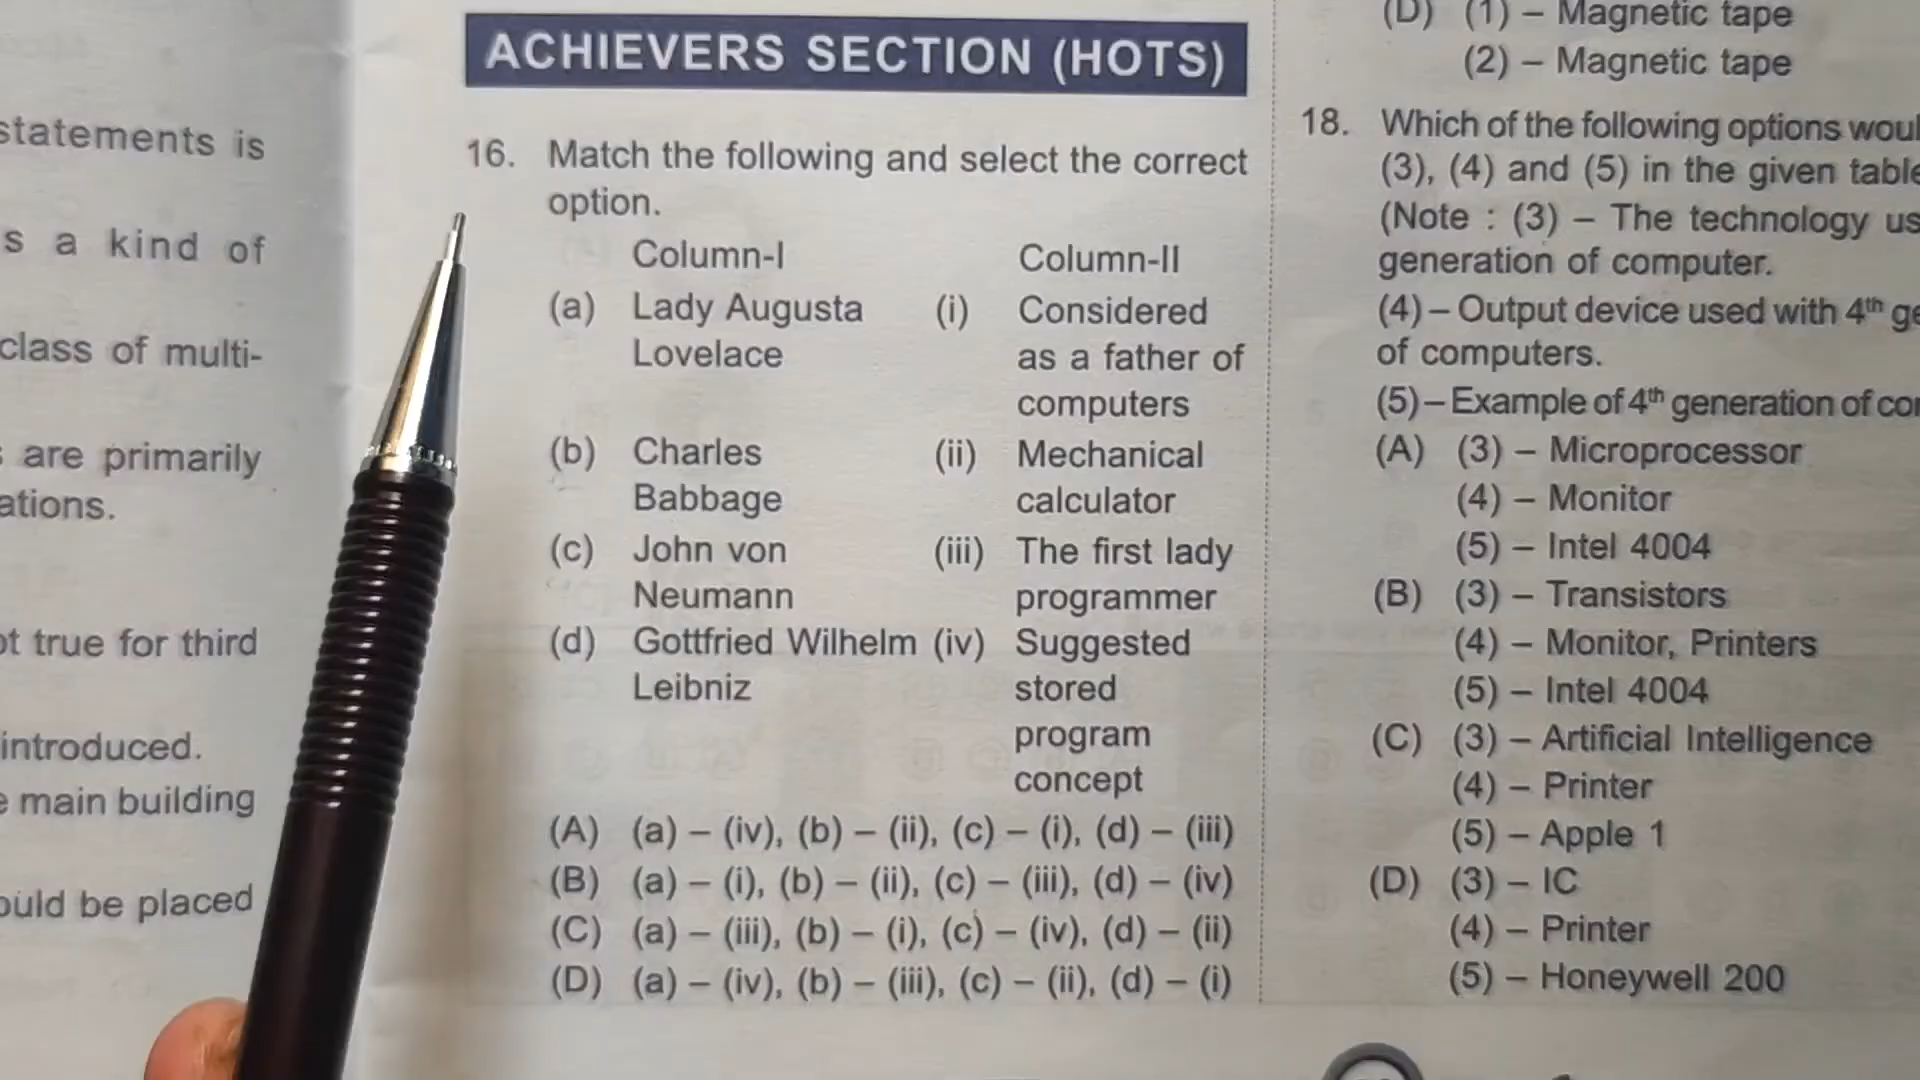 statements is
s a kind of
class of multi-
are primarily
ations.
ot true for third
introduced.
main building
ould be placed
ACHIEVERS SECTION (HOTS)
16. Match the following and select the correct
option.
Column-I Column-II
(a) Lady Augusta (i) Considered
Lovelace as a father of
computers
(b) Charles (ii) Mechanical
Babbage calculator
(c) John von (iii) The first lady
Neumann programmer
(d) Gottfried Wilhelm (iv) Suggested
Leibniz stored
program
concept
(A) (a) – (iv), (b) – (ii), (c) – (i), (d) – (iii)
(B) (a) – (i), (b) – (ii), (c) – (iii), (d) – (iv)
(C) (a) – (iii), (b) – (i), (c) – (iv), (d) – (ii)
(D) (a) – (iv), (b) – (iii), (c) – (ii), (d) – (i)
(D) (1) – Magnetic tape
(2) – Magnetic tape
18. Which of the following options woul
(3), (4) and (5) in the given table
(Note : (3) – The technology us
generation of computer.
(4) – Output device used with 4th ge
of computers.
(5) – Example of 4th generation of co
(A) (3) – Microprocessor
(4) – Monitor
(5) – Intel 4004
(B) (3) – Transistors
(4) – Monitor, Printers
(5) – Intel 4004
(C) (3) – Artificial Intelligence
(4) – Printer
(5) – Apple 1
(D) (3) – IC
(4) – Printer
(5) – Honeywell 200